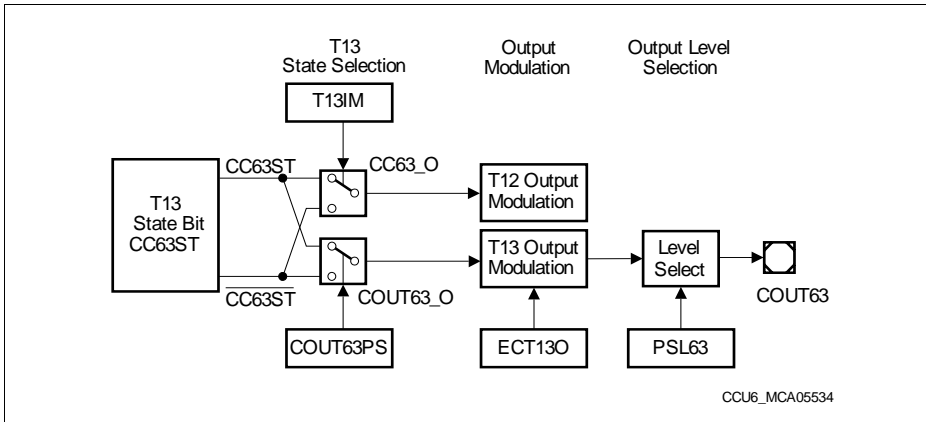 T13
State Selection
Output
Modulation
Output Level
Selection
T13IM
CC63ST
CC63_O
T13
State Bit
CC63ST
T12 Output
Modulation
T13 Output
Modulation
Level
Select
CC63ST
COUT63_O
COUT63
COUT63PS
ECT13O
PSL63
CCU6_MCA05534